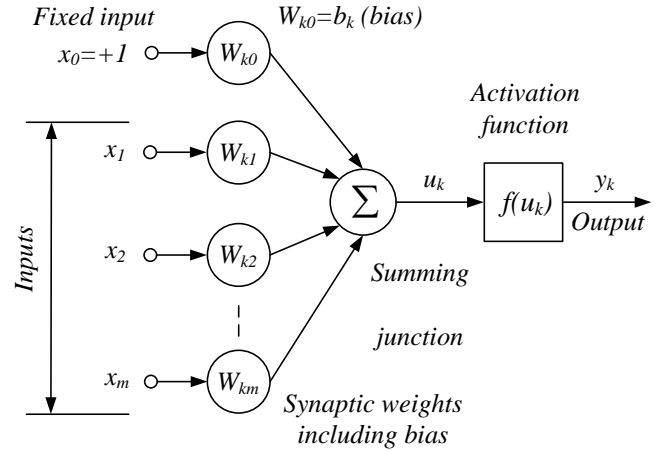 Fixed input
W_{k0}=b_k (bias)
x_0=+1
W_{k0}
Activation
function
x_1
W_{k1}
Inputs
Σ
u_k
f(u_k)
y_k
Output
x_2
W_{k2}
Summing
junction
x_m
W_{km}
Synaptic weights
including bias